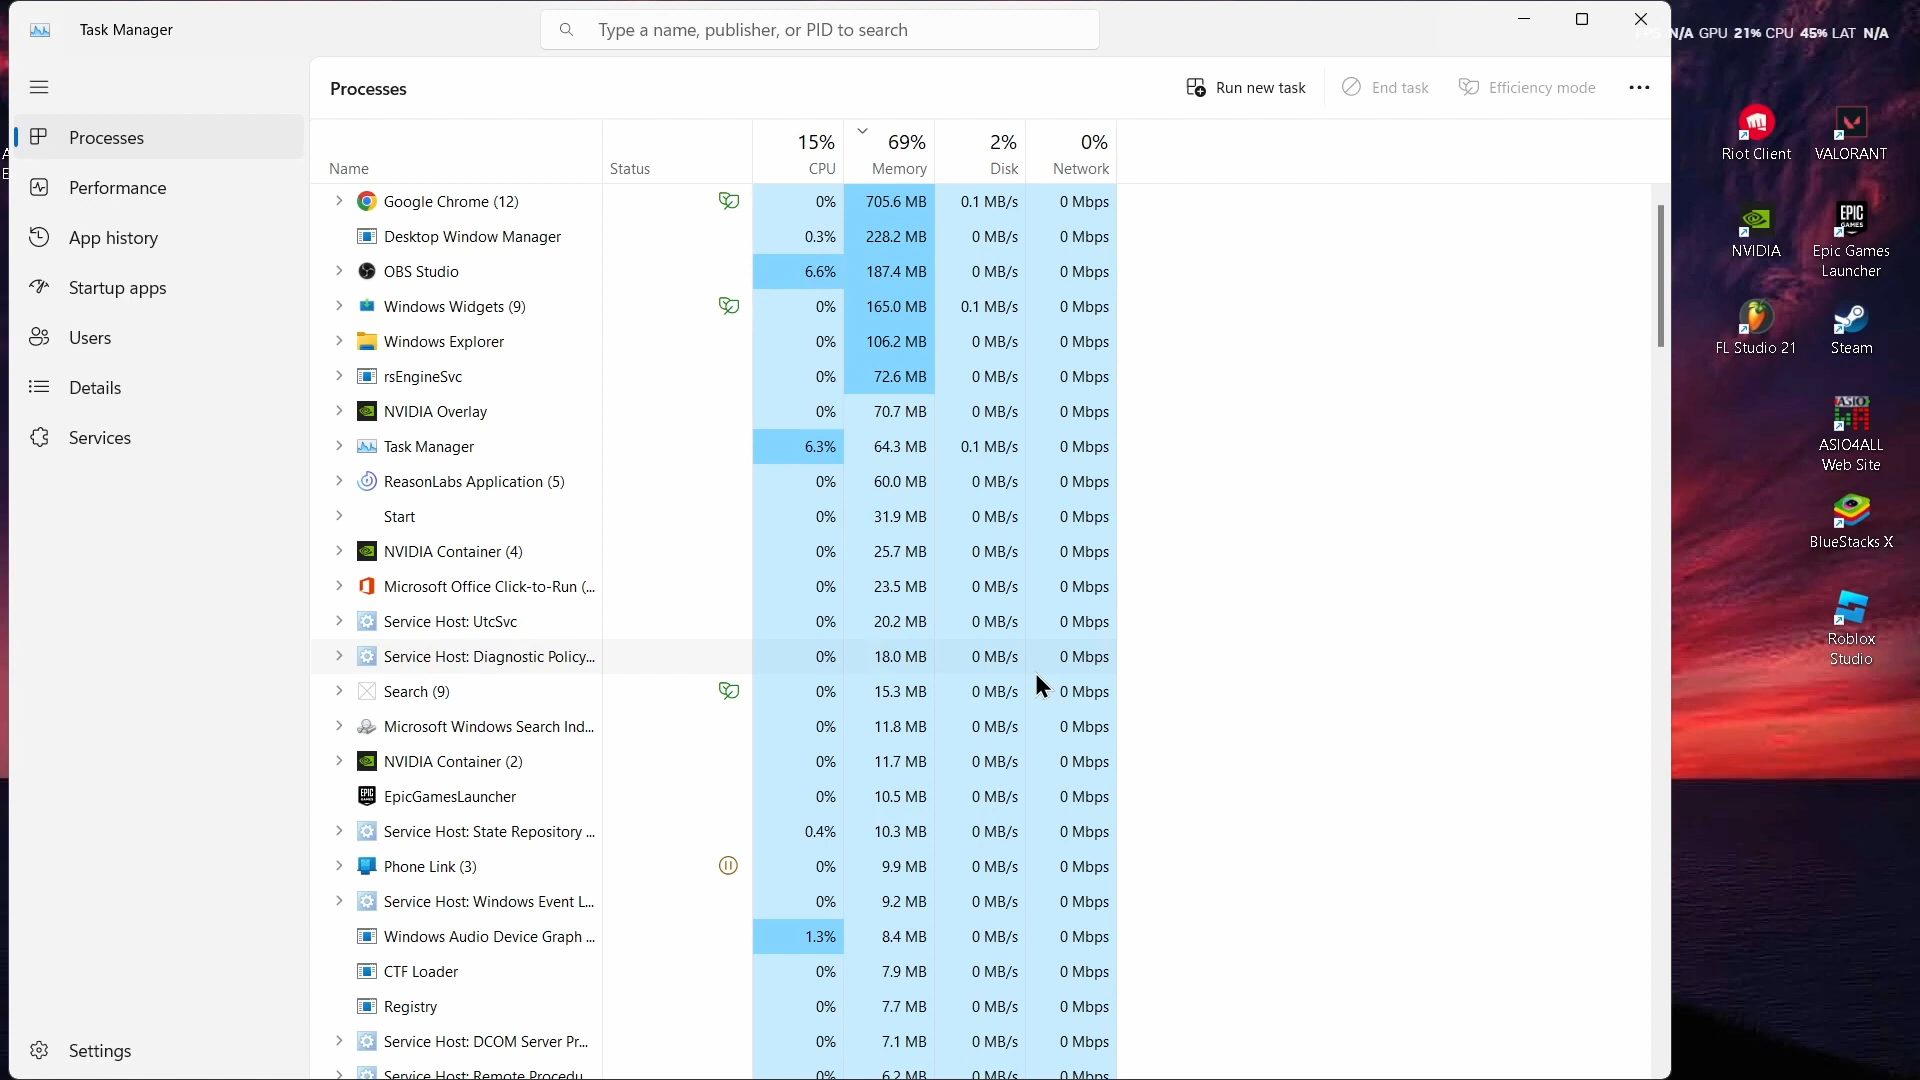 Task Manager
Type a name, publisher, or PID to search
N/A GPU 21% CPU 45% LAT N/A
Processes
Performance
App history
Startup apps
Users
Details
Services
Settings
Processes
Run new task
End task
Efficiency mode
Name Status 15% CPU 69% Memory 2% Disk 0% Network
Google Chrome (12) 0% 705.6 MB 0.1 MB/s 0 Mbps
Desktop Window Manager 0.3% 228.2 MB 0 MB/s 0 Mbps
OBS Studio 6.6% 187.4 MB 0 MB/s 0 Mbps
Windows Widgets (9) 0% 165.0 MB 0.1 MB/s 0 Mbps
Windows Explorer 0% 106.2 MB 0 MB/s 0 Mbps
rsEngineSvc 0% 72.6 MB 0 MB/s 0 Mbps
NVIDIA Overlay 0% 70.7 MB 0 MB/s 0 Mbps
Task Manager 6.3% 64.3 MB 0.1 MB/s 0 Mbps
ReasonLabs Application (5) 0% 60.0 MB 0 MB/s 0 Mbps
Start 0% 31.9 MB 0 MB/s 0 Mbps
NVIDIA Container (4) 0% 25.7 MB 0 MB/s 0 Mbps
Microsoft Office Click-to-Run (... 0% 23.5 MB 0 MB/s 0 Mbps
Service Host: UtcSvc 0% 20.2 MB 0 MB/s 0 Mbps
Service Host: Diagnostic Policy... 0% 18.0 MB 0 MB/s 0 Mbps
Search (9) 0% 15.3 MB 0 MB/s 0 Mbps
Microsoft Windows Search Ind... 0% 11.8 MB 0 MB/s 0 Mbps
NVIDIA Container (2) 0% 11.7 MB 0 MB/s 0 Mbps
EpicGamesLauncher 0% 10.5 MB 0 MB/s 0 Mbps
Service Host: State Repository ... 0.4% 10.3 MB 0 MB/s 0 Mbps
Phone Link (3) 0% 9.9 MB 0 MB/s 0 Mbps
Service Host: Windows Event L... 0% 9.2 MB 0 MB/s 0 Mbps
Windows Audio Device Graph ... 1.3% 8.4 MB 0 MB/s 0 Mbps
CTF Loader 0% 7.9 MB 0 MB/s 0 Mbps
Registry 0% 7.7 MB 0 MB/s 0 Mbps
Service Host: DCOM Server Pr... 0% 7.1 MB 0 MB/s 0 Mbps
Service Host: Remote Procedu 0% 6.2 MB 0 MB/s 0 Mbps
Riot Client
VALORANT
NVIDIA
EPIC GAMES
Epic Games
Launcher
FL Studio 21
Steam
ASIO
ASIO4ALL
Web Site
BlueStacks X
Roblox
Studio